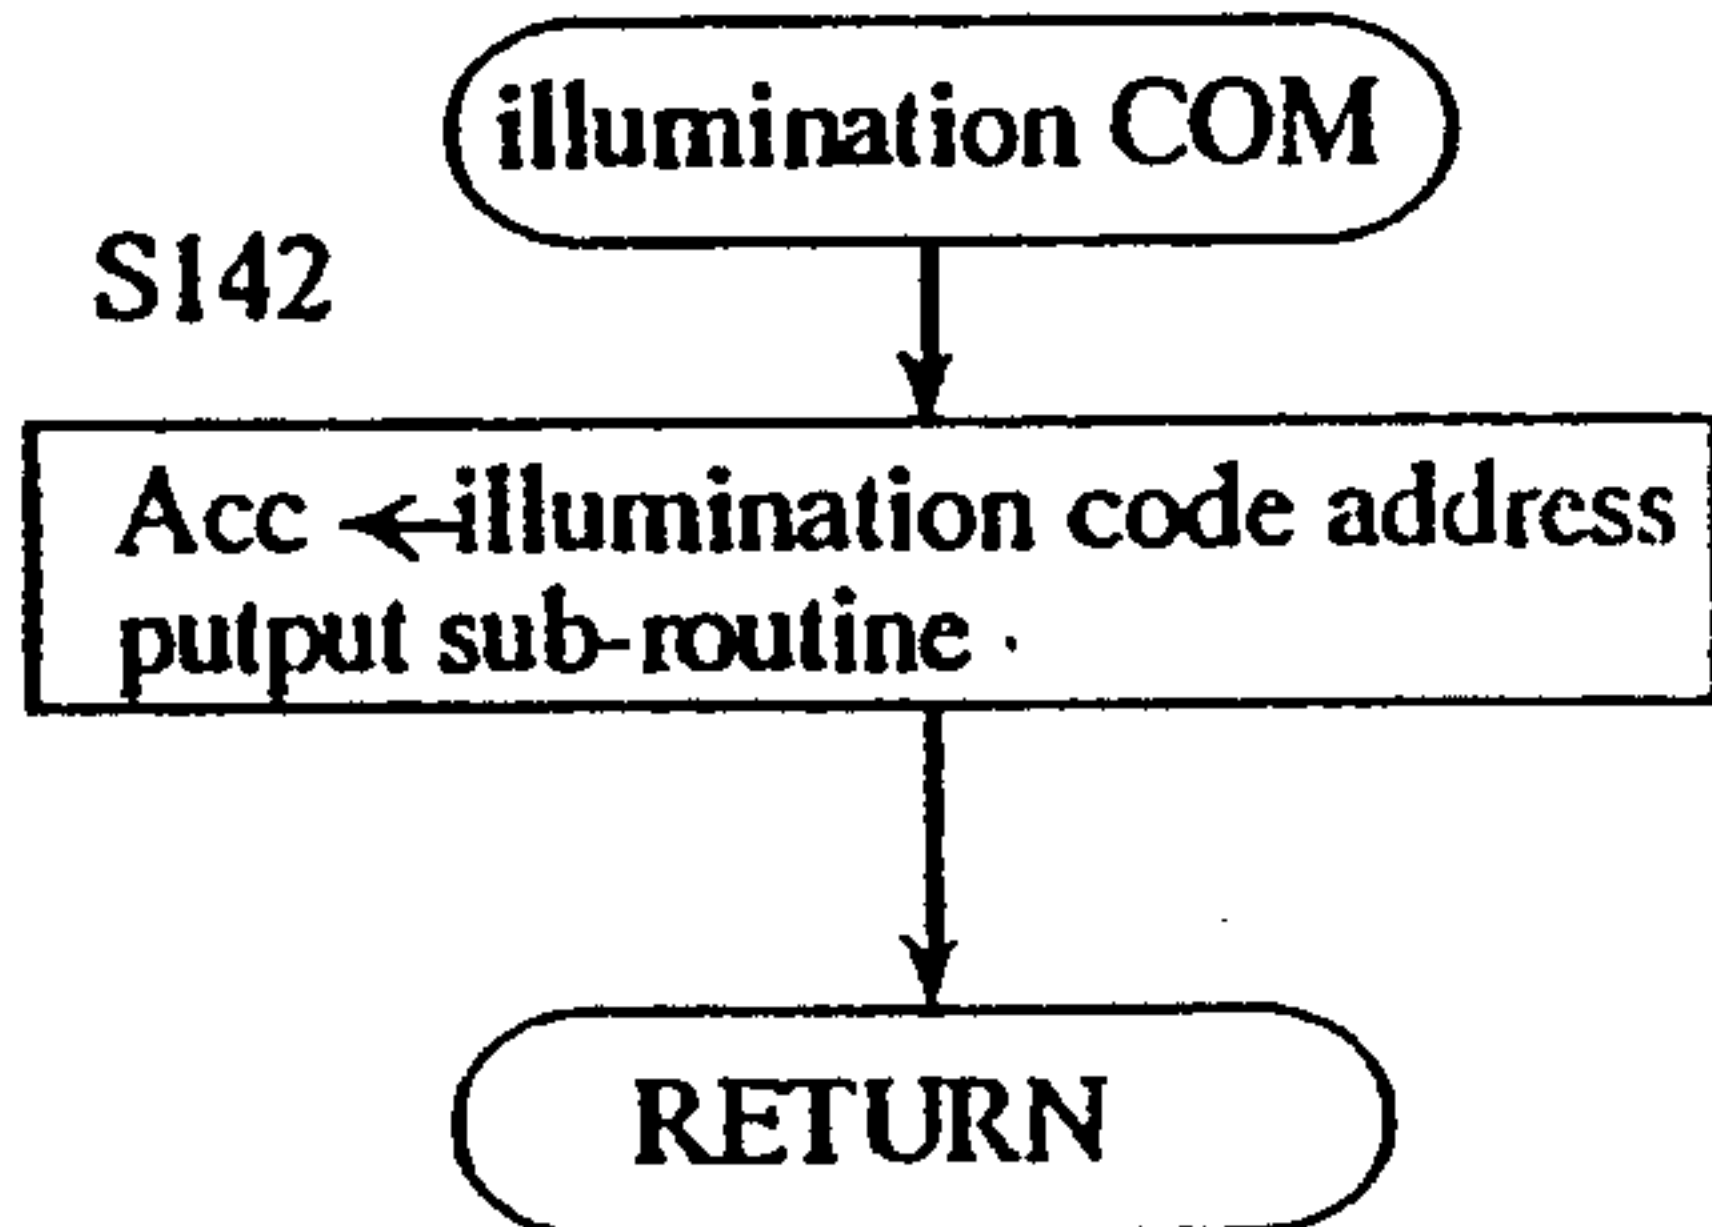 illumination COM
S142
Acc ← illumination code address
putput sub-routine
RETURN